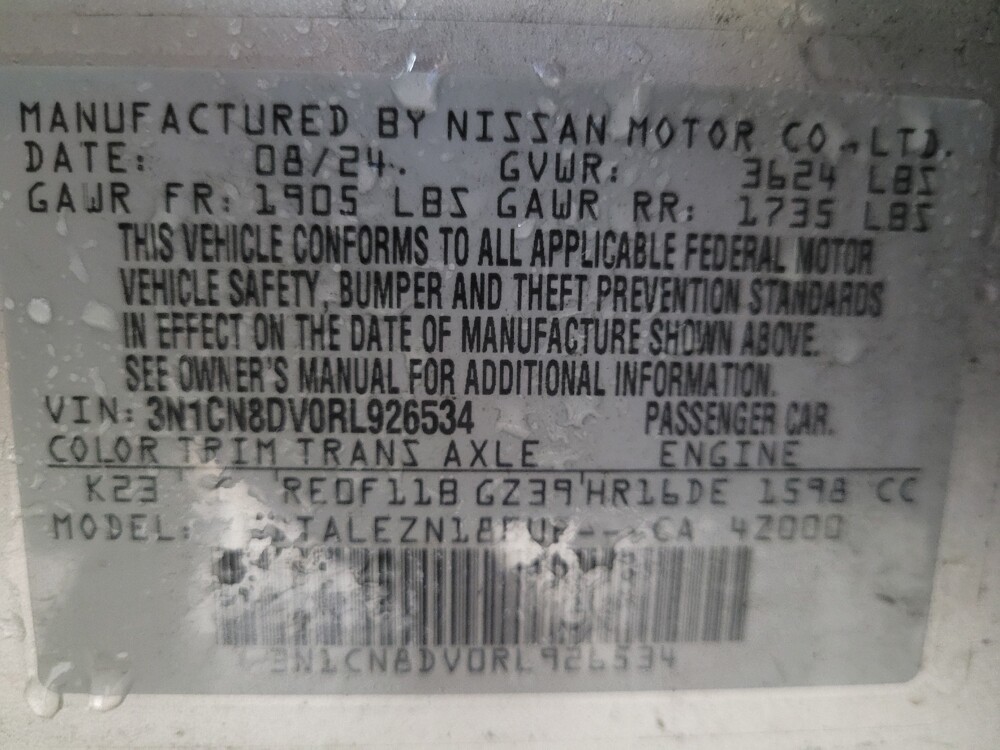 MANUFACTURED BY NISSAN MOTOR CO.,LTD.
DATE: 08/24. GVWR: 3624 LBS
GAWR FR: 1905 LBS GAWR RR: 1735 LBS
THIS VEHICLE CONFORMS TO ALL APPLICABLE FEDERAL MOTOR
VEHICLE SAFETY, BUMPER AND THEFT PREVENTION STANDARDS
IN EFFECT ON THE DATE OF MANUFACTURE SHOWN ABOVE.
SEE OWNER'S MANUAL FOR ADDITIONAL INFORMATION.
VIN: 3N1CN8DV0RL926534 PASSENGER CAR.
COLOR TRIM TRANS AXLE ENGINE
K23 RE0F11B GZ39 HR16DE 1598 CC
MODEL: CA 42000
3N1CN8DV0RL926534